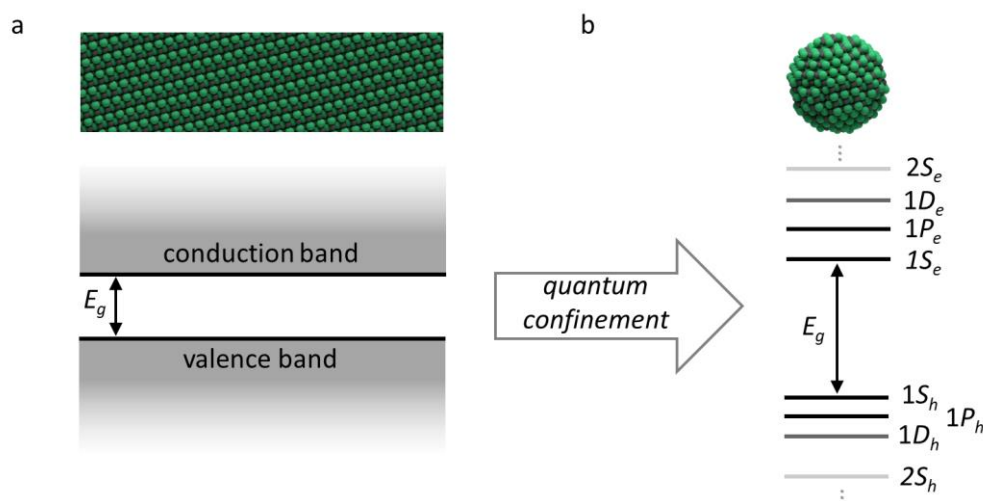 a
conduction band
E_g
valence band
quantum
confinement
b
2S_e
1D_e
1P_e
1S_e
E_g
1S_h
1P_h
1D_h
2S_h